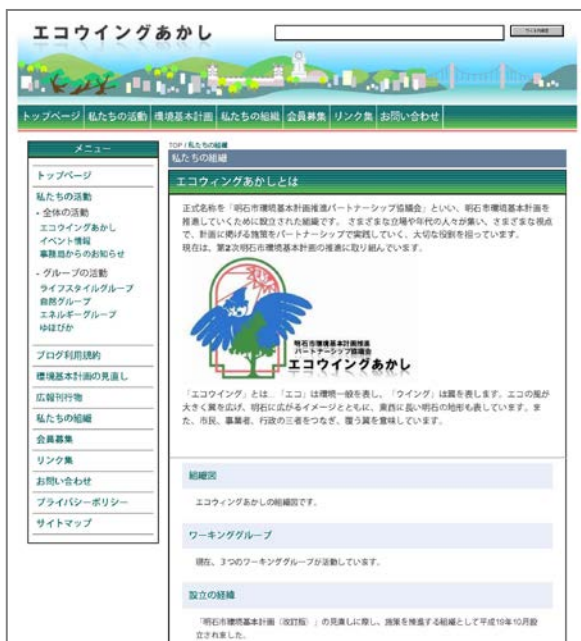 エコウイングあかし
トップページ 私たちの活動 環境基本計画 私たちの組織 会員募集 リンク集 お問い合わせ
メニュー
トップページ
私たちの活動
・全体の活動
エコウイングあかし
イベント情報
事務局からのお知らせ
・グループの活動
ライフスタイルグループ
自然グループ
エネルギーグループ
ゆほびか
ブログ利用規約
環境基本計画の見直し
広報刊行物
私たちの組織
会員募集
リンク集
お問い合わせ
プライバシーポリシー
サイトマップ
TOP / 私たちの組織
私たちの組織
エコウィングあかしとは
正式名称を「明石市環境基本計画推進パートナーシップ協議会」といい、明石市環境基本計画を
推進していくために設立された組織です。 さまざまな立場や年代の人々が集い、さまざまな視点
で、計画に掲げる施策をパートナーシップで実践していく、大切な役割を担っています。
現在は、第2次明石市環境基本計画の推進に取り組んでいます。
明石市環境基本計画推進
パートナーシップ協議会
エコウイングあかし
「エコウイング」とは…「エコ」は環境一般を表し、「ウイング」は翼を表します。エコの風が
大きく翼を広げ、明石に広がるイメージとともに、東西に長い明石の地形も表しています。ま
た、市民、事業者、行政の三者をつなぎ、覆う翼を意味しています。
組織図
エコウィングあかしの組織図です。
ワーキンググループ
現在、３つのワーキンググループが活動しています。
設立の経緯
「明石市環境基本計画（改訂版）」の見直しに際し、施策を推進する組織として平成19年10月設
立されました。